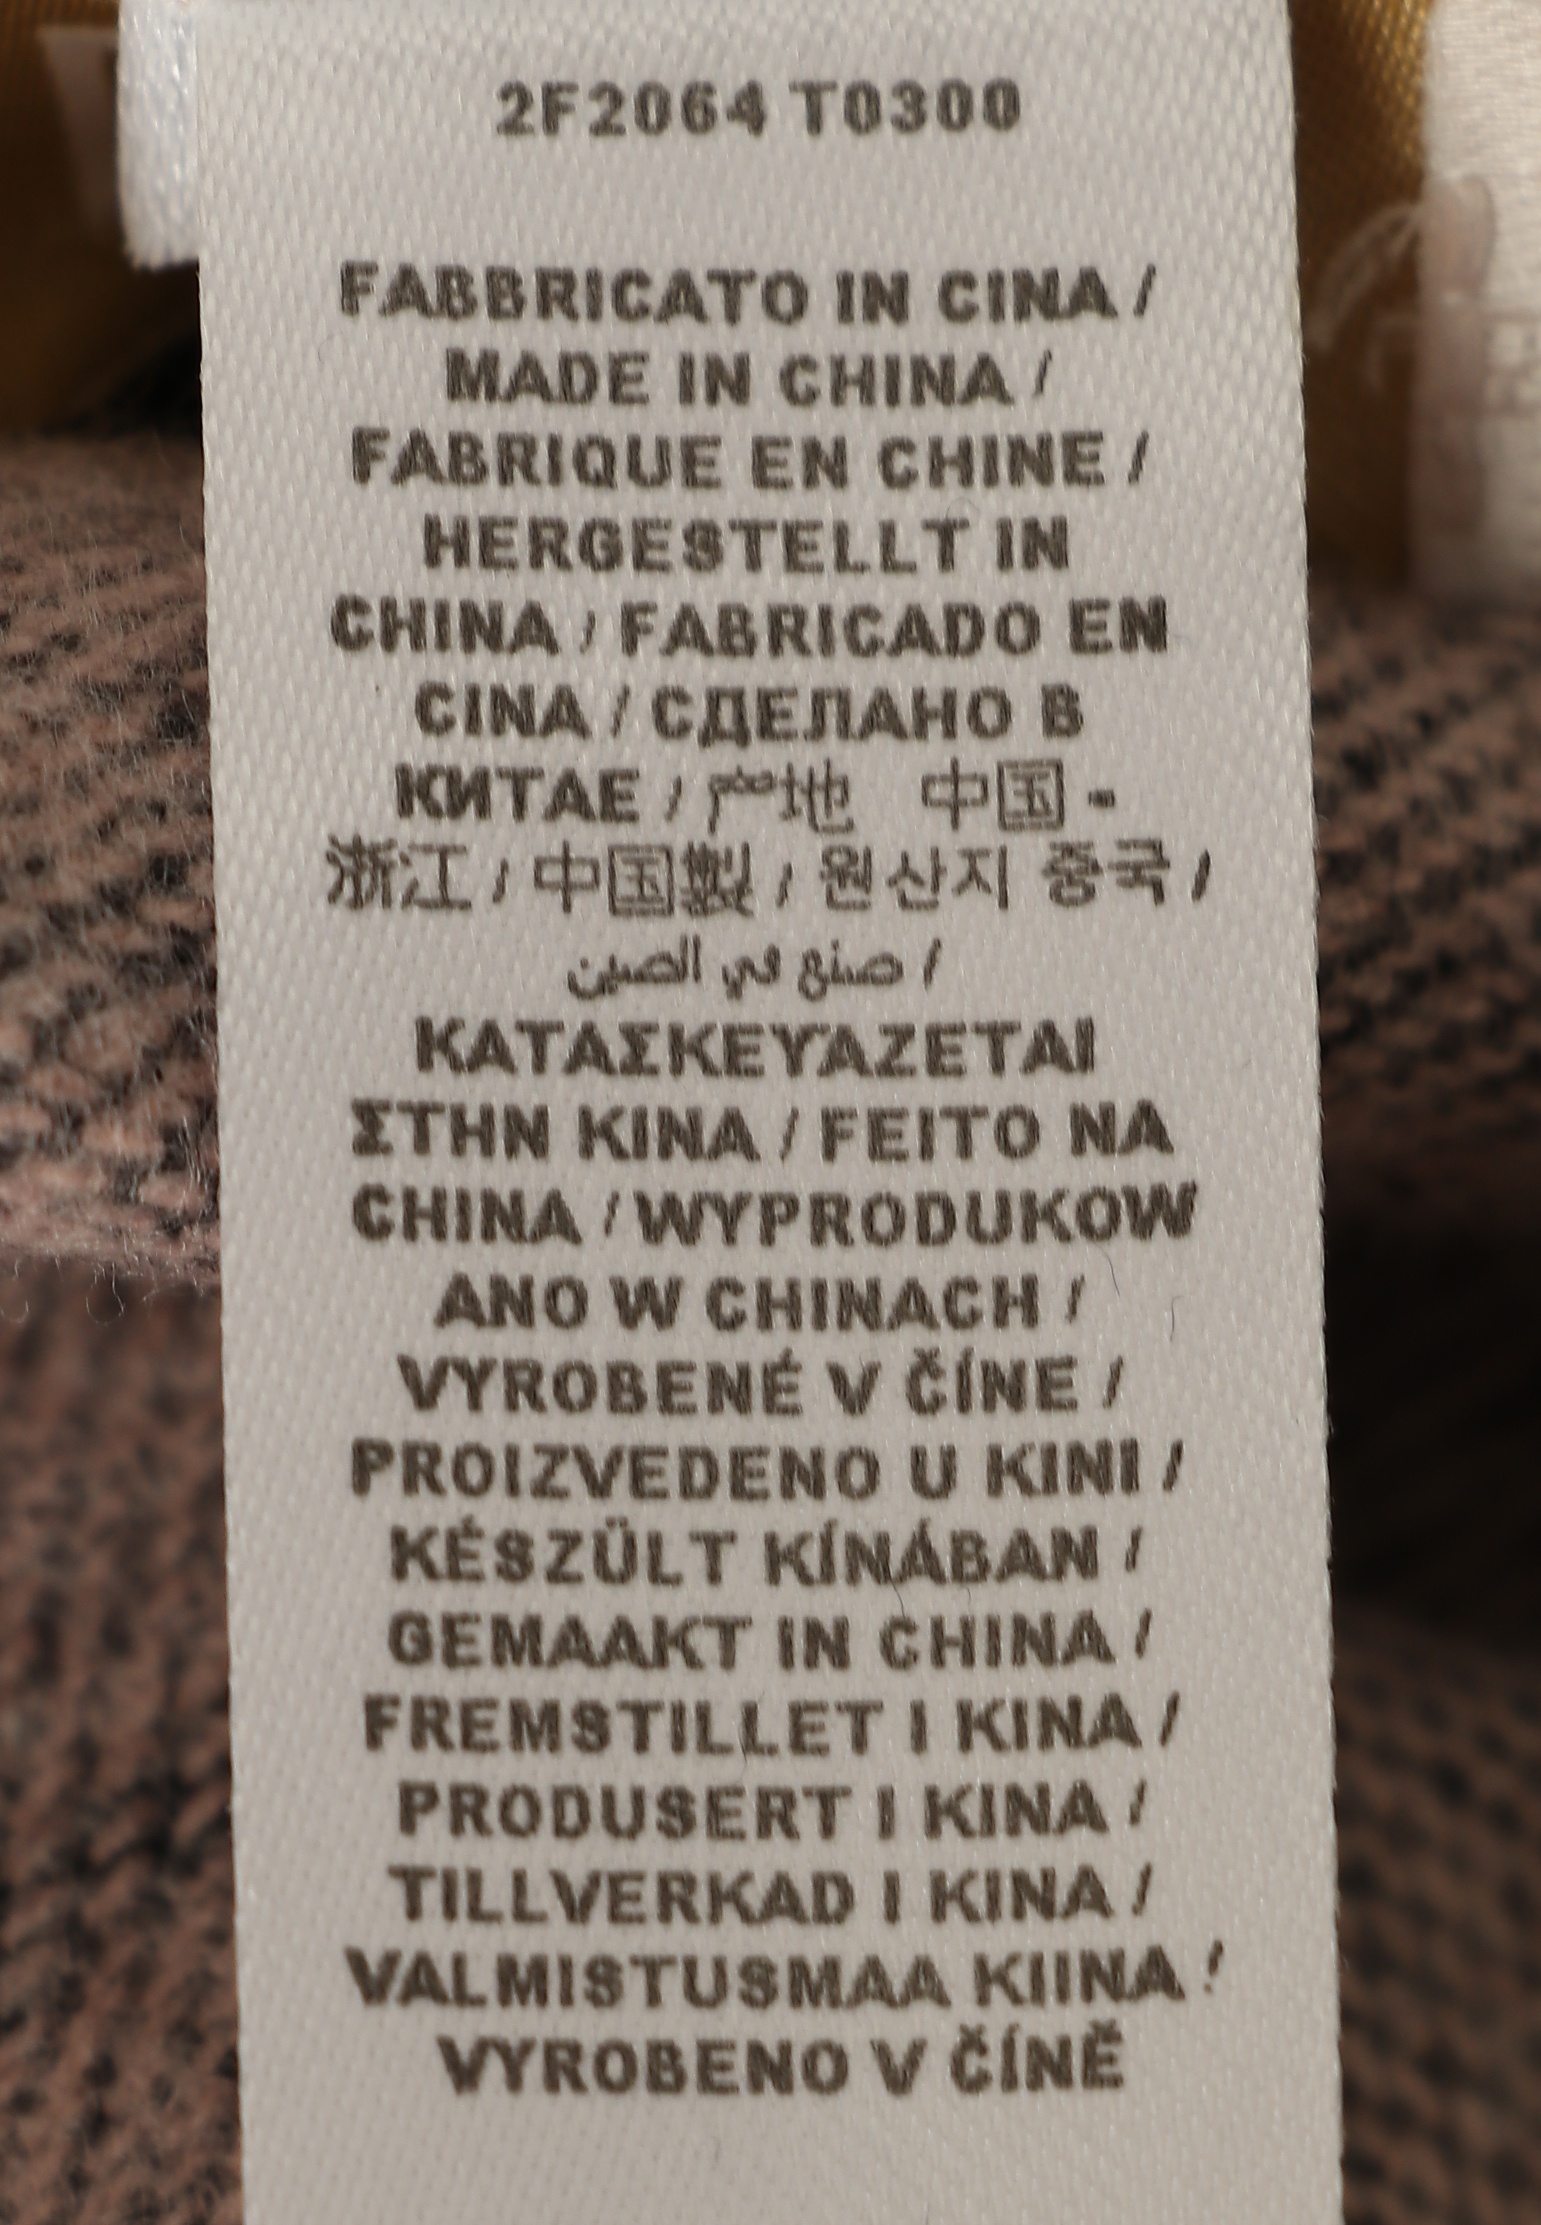 2F2064 T0300
FABBRICATO IN CINA /
MADE IN CHINA /
FABRIQUE EN CHINE /
HERGESTELLT IN
CHINA / FABRICADO EN
CINA / СДЕЛАНО В
КИТАЕ / 产地 中国 -
浙江 / 中国製 / 원산지 중국 /
صنع في الصين /
ΚΑΤΑΣΚΕΥΑΖΕΤΑΙ
ΣΤΗΝ ΚΙΝΑ / FEITO NA
CHINA / WYPRODUKOW
ANO W CHINACH /
VYROBENÉ V ČÍNE /
PROIZVEDENO U KINI /
KÉSZÜLT KÍNÁBAN /
GEMAAKT IN CHINA /
FREMSTILLET I KINA /
PRODUSERT I KINA /
TILLVERKAD I KINA /
VALMISTUSMAA KIINA /
VYROBENO V ČÍNĚ